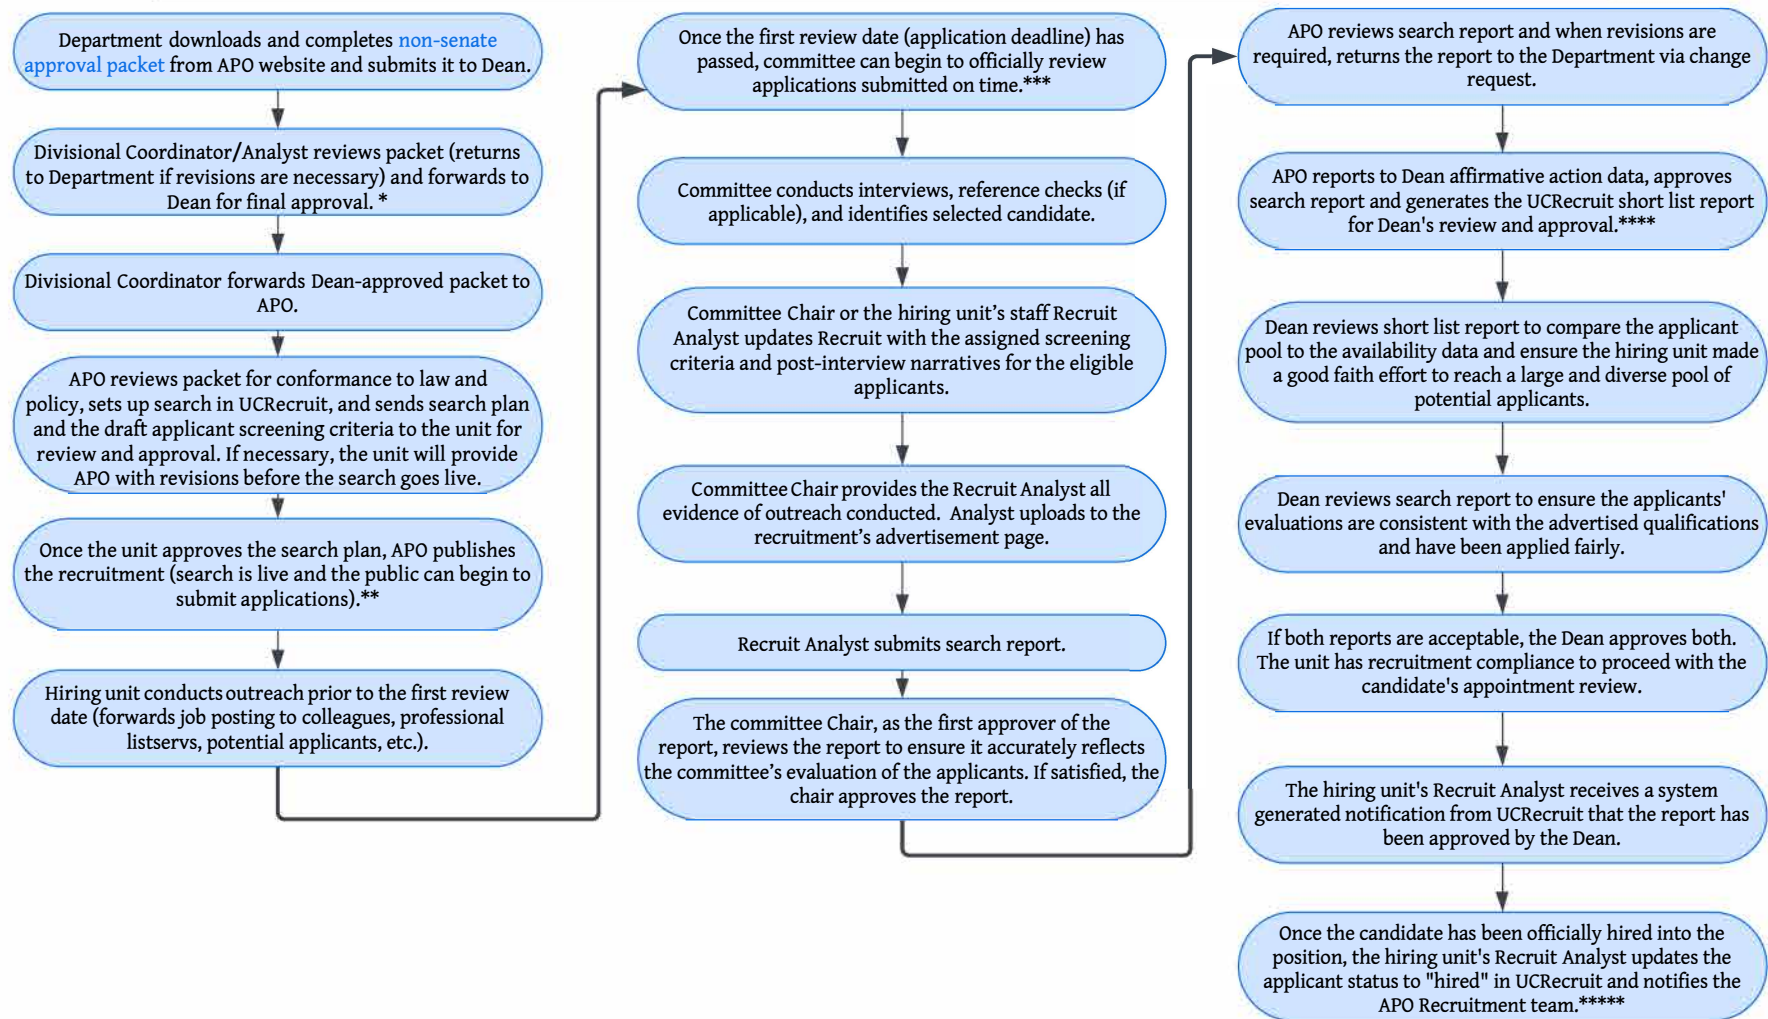 Department downloads and completes non-senate
approval packet from APO website and submits it to Dean.
Divisional Coordinator/Analyst reviews packet (returns
to Department if revisions are necessary) and forwards to
Dean for final approval. *
Divisional Coordinator forwards Dean-approved packet to
APO.
APO reviews packet for conformance to law and
policy, sets up search in UCRecruit, and sends search plan
and the draft applicant screening criteria to the unit for
review and approval. If necessary, the unit will provide
APO with revisions before the search goes live.
Once the unit approves the search plan, APO publishes
the recruitment (search is live and the public can begin to
submit applications).**
Hiring unit conducts outreach prior to the first review
date (forwards job posting to colleagues, professional
listservs, potential applicants, etc.).
Once the first review date (application deadline) has
passed, committee can begin to officially review
applications submitted on time.***
Committee conducts interviews, reference checks (if
applicable), and identifies selected candidate.
Committee Chair or the hiring unit's staff Recruit
Analyst updates Recruit with the assigned screening
criteria and post-interview narratives for the eligible
applicants.
Committee Chair provides the Recruit Analyst all
evidence of outreach conducted. Analyst uploads to the
recruitment's advertisement page.
Recruit Analyst submits search report.
The committee Chair, as the first approver of the
report, reviews the report to ensure it accurately reflects
the committee's evaluation of the applicants. If satisfied, the
chair approves the report.
APO reviews search report and when revisions are
required, returns the report to the Department via change
request.
APO reports to Dean affirmative action data, approves
search report and generates the UCRecruit short list report
for Dean's review and approval.****
Dean reviews short list report to compare the applicant
pool to the availability data and ensure the hiring unit made
a good faith effort to reach a large and diverse pool of
potential applicants.
Dean reviews search report to ensure the applicants'
evaluations are consistent with the advertised qualifications
and have been applied fairly.
If both reports are acceptable, the Dean approves both.
The unit has recruitment compliance to proceed with the
candidate's appointment review.
The hiring unit's Recruit Analyst receives a system
generated notification from UCRecruit that the report has
been approved by the Dean.
Once the candidate has been officially hired into the
position, the hiring unit's Recruit Analyst updates the
applicant status to "hired" in UCRecruit and notifies the
APO Recruitment team.*****